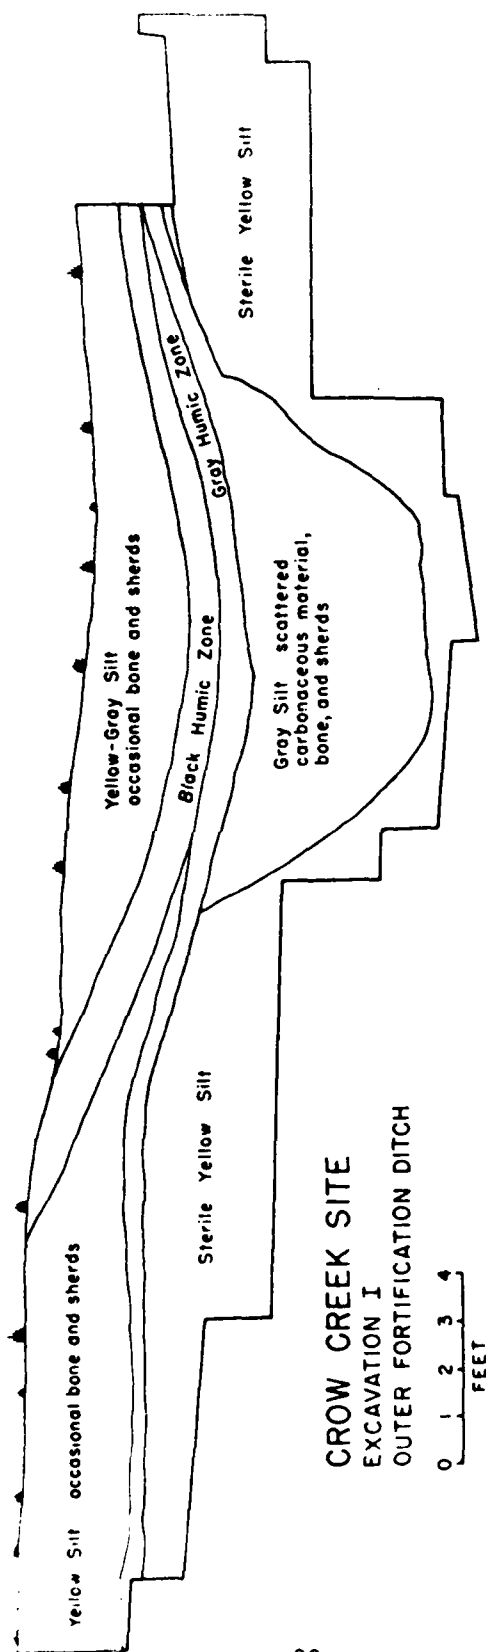 Yellow Silt occasional bone and sherds
Yellow-Gray Silt
occasional bone and sherds
Black Humic Zone
Gray Humic Zone
Sterile Yellow Silt
Sterile Yellow Silt
Gray Silt scattered
carbonaceous material,
bone, and sherds
CROW CREEK SITE
EXCAVATION I
OUTER FORTIFICATION DITCH
0 1 2 3 4
FEET